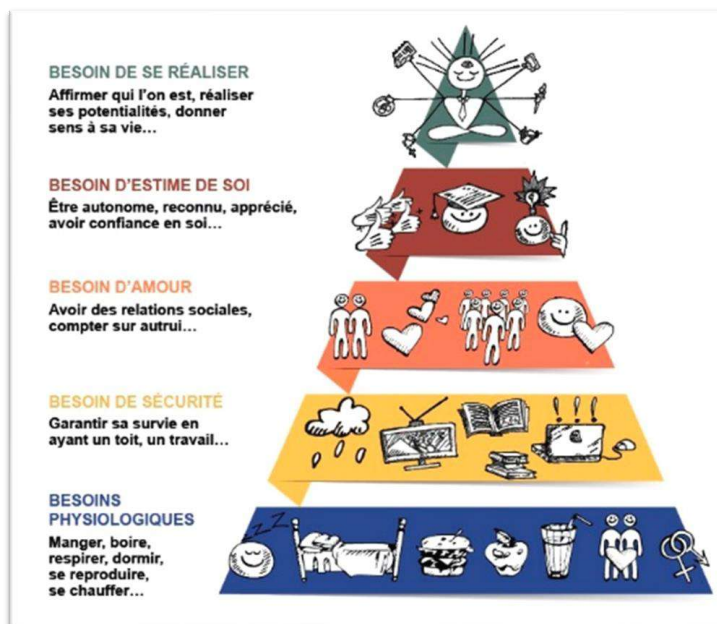 BESOIN DE SE RÉALISER
Affirmer qui l'on est, réaliser
ses potentialités, donner
sens à sa vie...
BESOIN D'ESTIME DE SOI
Être autonome, reconnu, apprécié,
avoir confiance en soi...
BESOIN D'AMOUR
Avoir des relations sociales,
compter sur autrui...
BESOIN DE SÉCURITÉ
Garantir sa survie en
ayant un toit, un travail...
BESOINS
PHYSIOLOGIQUES
Manger, boire,
respirer, dormir,
se reproduire,
se chauffer...
ZZZ